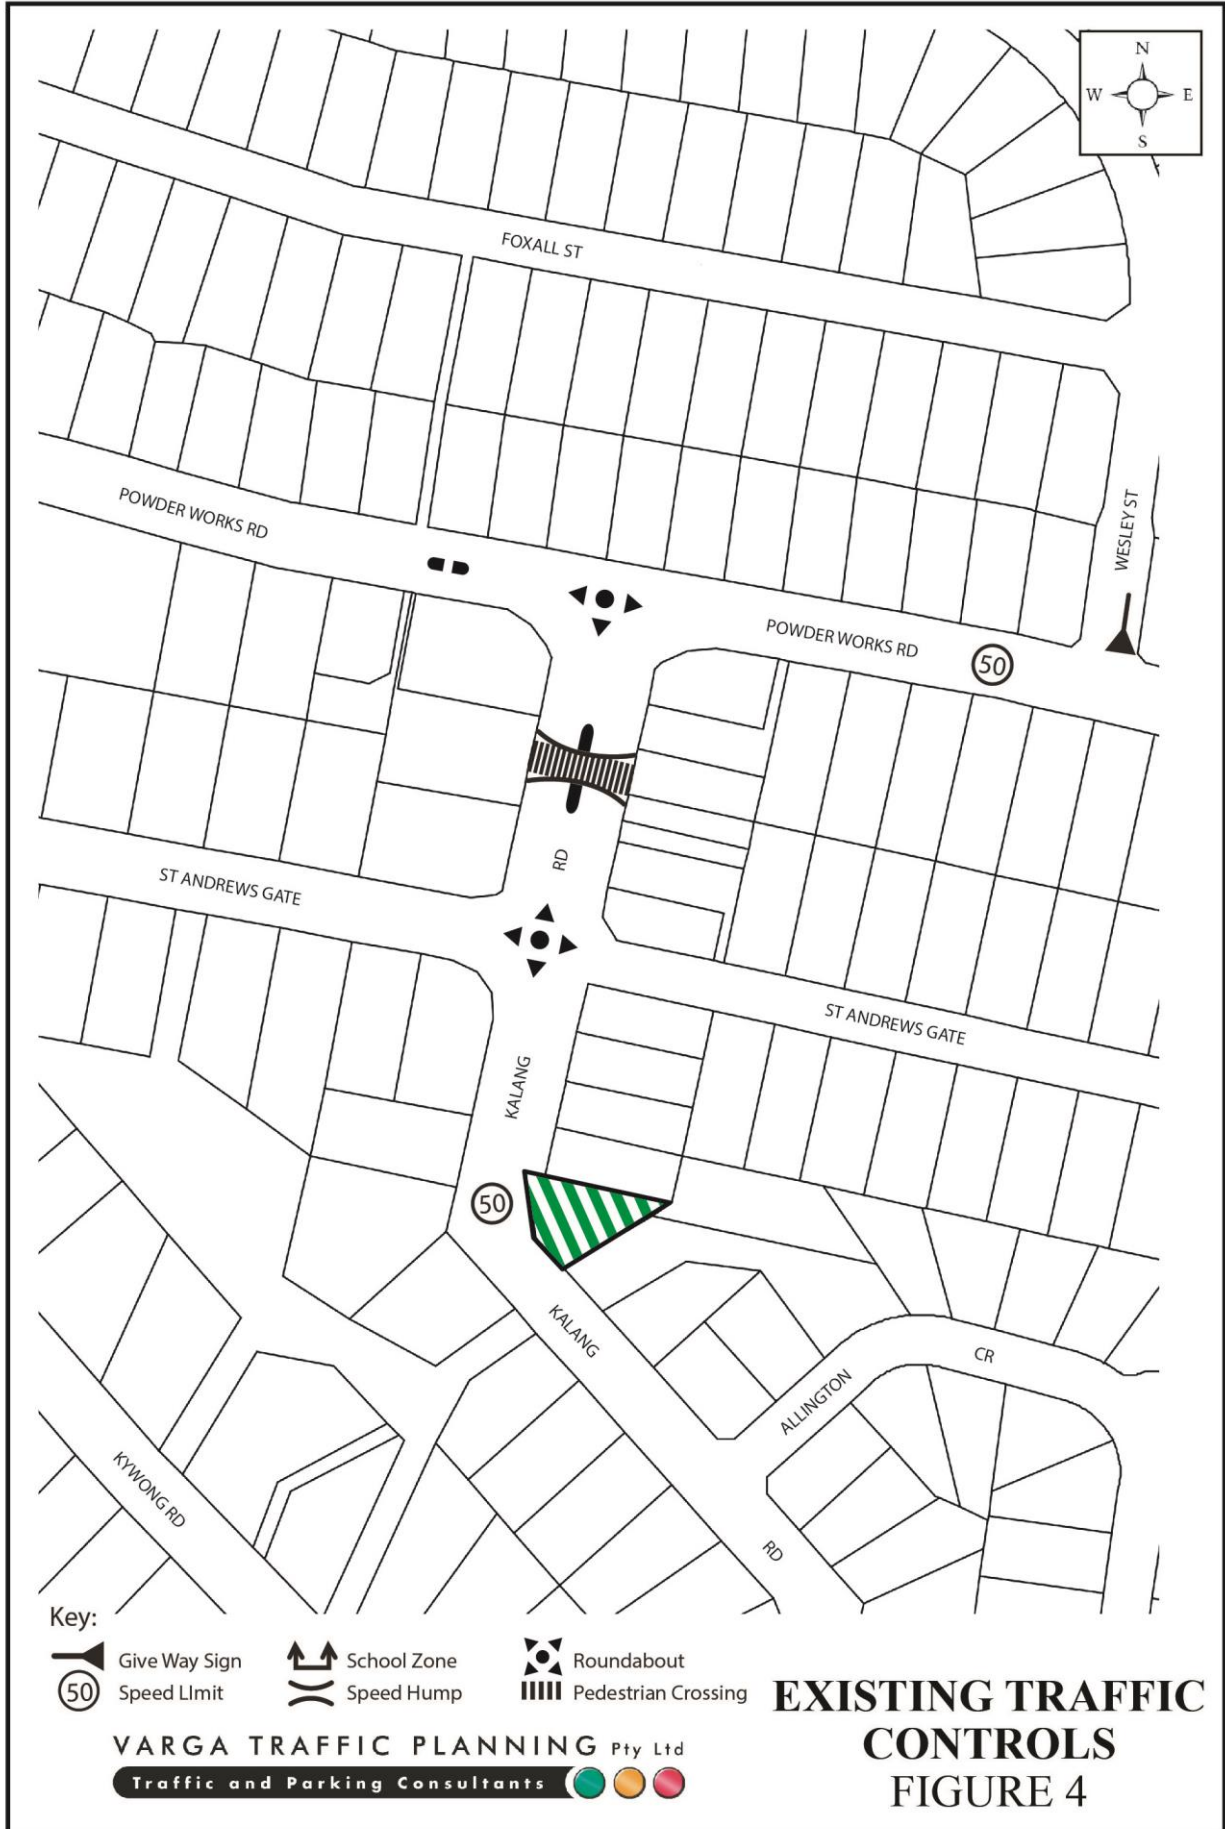 N
W E
S
FOXALL ST
POWDER WORKS RD
WESLEY ST
POWDER WORKS RD
50
RD
ST ANDREWS GATE
ST ANDREWS GATE
KALANG
50
KALANG
CR
ALLINGTON
KYWONG RD
RD
Key:
Give Way Sign
School Zone
Roundabout
50 Speed LImit
Speed Hump
Pedestrian Crossing
EXISTING TRAFFIC
CONTROLS
FIGURE 4
VARGA TRAFFIC PLANNING Pty Ltd
Traffic and Parking Consultants